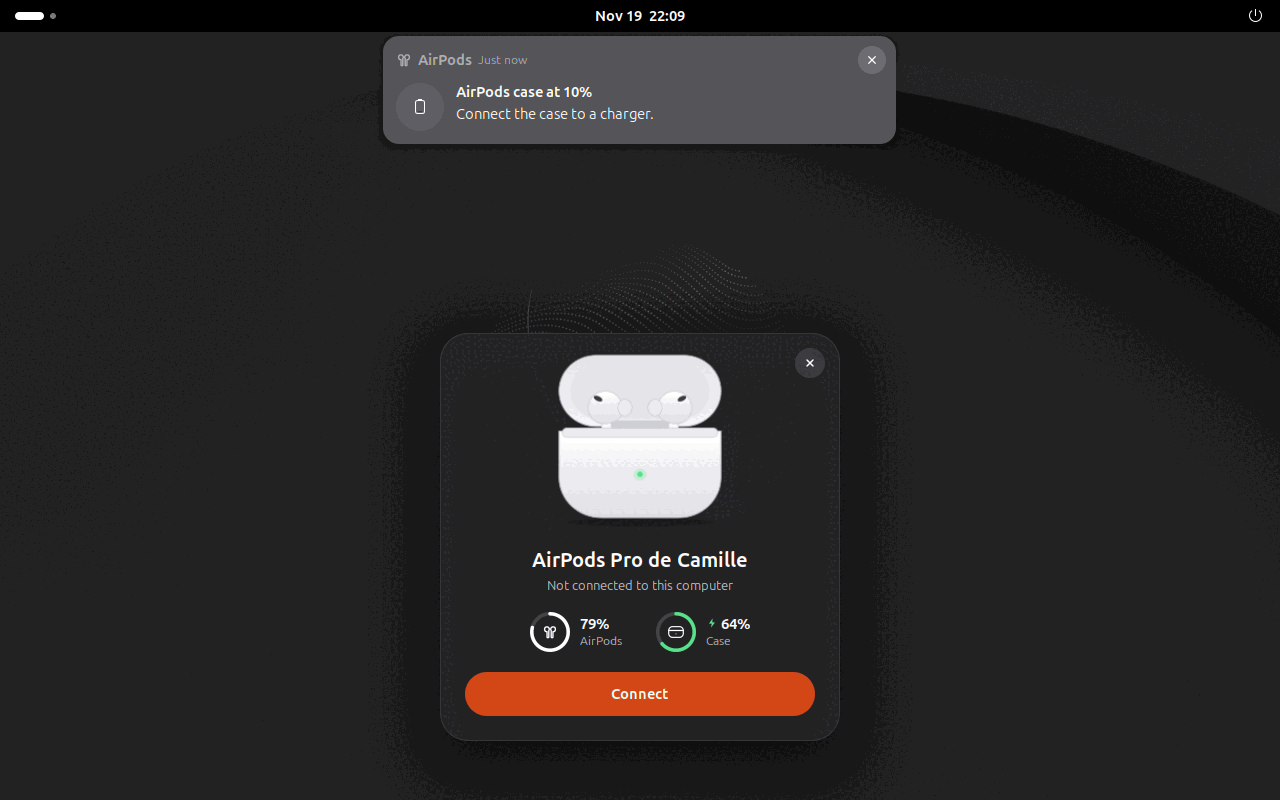 Nov 19 22:09
AirPods Just now
AirPods case at 10%
Connect the case to a charger.
AirPods Pro de Camille
Not connected to this computer
79%
AirPods
64%
Case
Connect